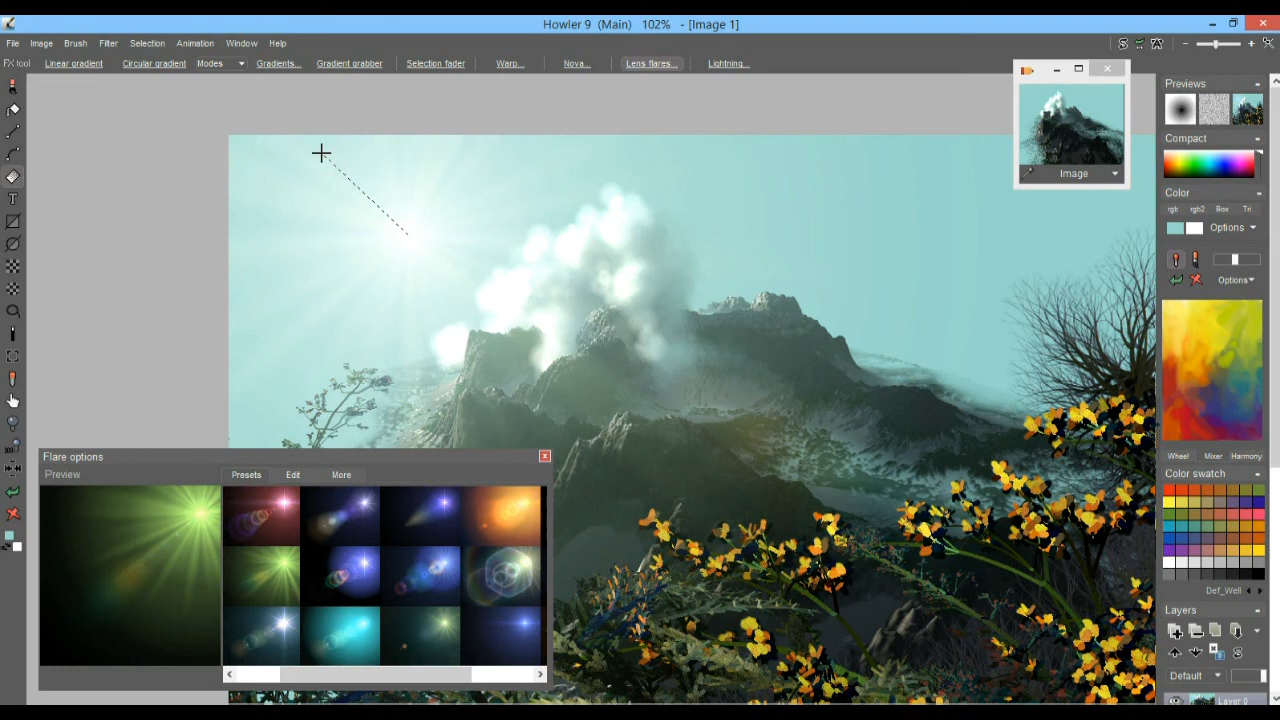 Howler 9 (Main) 102% - [Image 1]
File Image Brush Filter Selection Animation Window Help
FX tool Linear gradient Circular gradient Modes Gradients... Gradient grabber Selection fader Warp... Nova... Lens flares... Lightning...
Image
Previews
Compact
Color
rgb rgb2 Box Tri
Options
Options
Wheel Mixer Harmony
Color swatch
Def_Well
Layers
Default
Layer 0
Flare options
Preview Presets Edit More